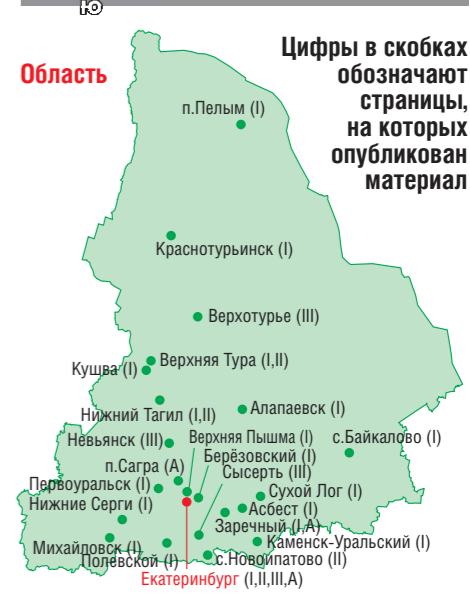 Ю
Область
Цифры в скобках
обозначают
страницы,
на которых
опубликован
материал
п.Пелым (I)
Краснотурьинск (I)
Верхотурье (III)
Верхняя Тура (I,II)
Кушва (I)
Нижний Тагил (I,II)
Алапаевск (I)
Невьянск (III)
Верхняя Пышма (I)
с.Байкалово (I)
Берёзовский (I)
п.Сагра (A)
Сысерть (III)
Первоуральск (I)
Сухой Лог (I)
Нижние Серги (I)
Асбест (I)
Заречный (I,A)
Михайловск (I)
Каменск-Уральский (I)
Полевской (I)
с.Новоипатово (II)
Екатеринбург (I,II,III,A)